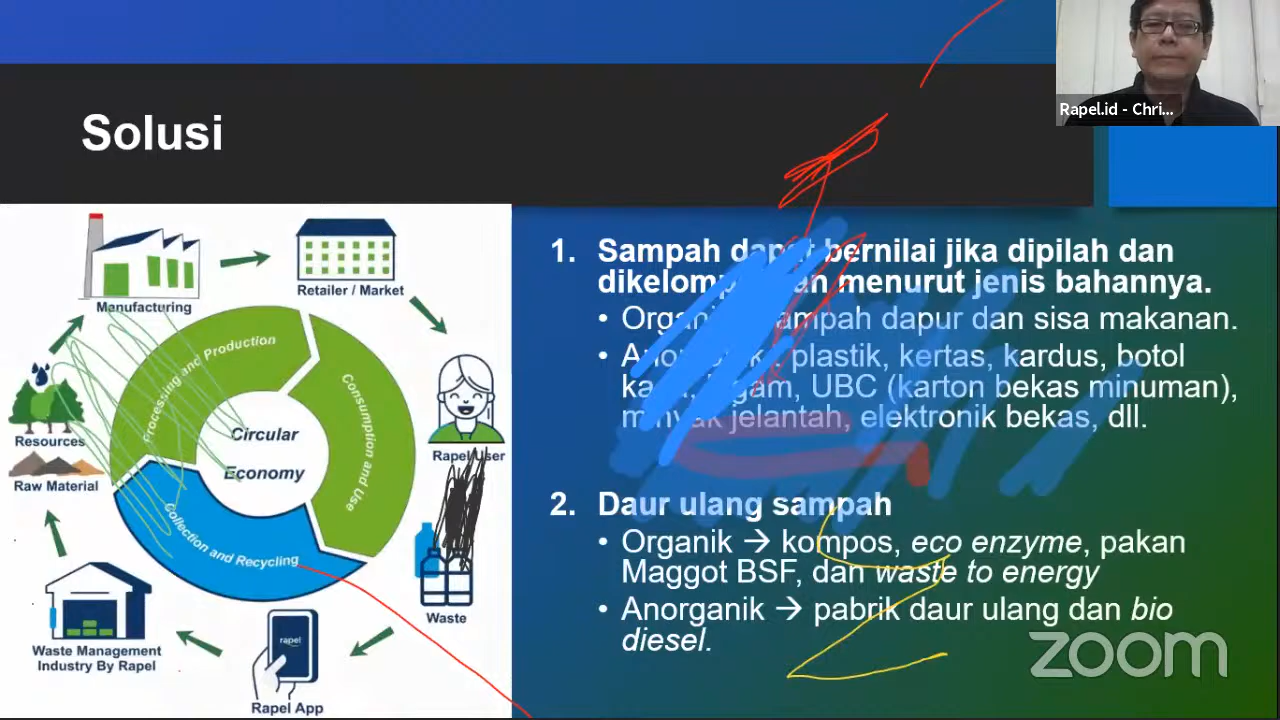 Rapel.id - Chri...
Solusi
Manufacturing
Retailer / Market
Processing and Production
Consumption and Use
Circular
Economy
Resources
Raw Material
Rapel User
Collection and Recycling
Waste
Waste Management
Industry By Rapel
rapel
Rapel App
1. Sampah dapat bernilai jika dipilah dan
menurut jenis bahannya.
• sampah dapur dan sisa makanan.
• plastik, kertas, kardus, botol
UBC (karton bekas minuman),
minyak jelantah, elektronik bekas, dll.
2. Daur ulang sampah
• Organik → kompos, eco enzyme, pakan
Maggot BSF, dan waste to energy
• Anorganik → pabrik daur ulang dan bio
diesel.
zoom